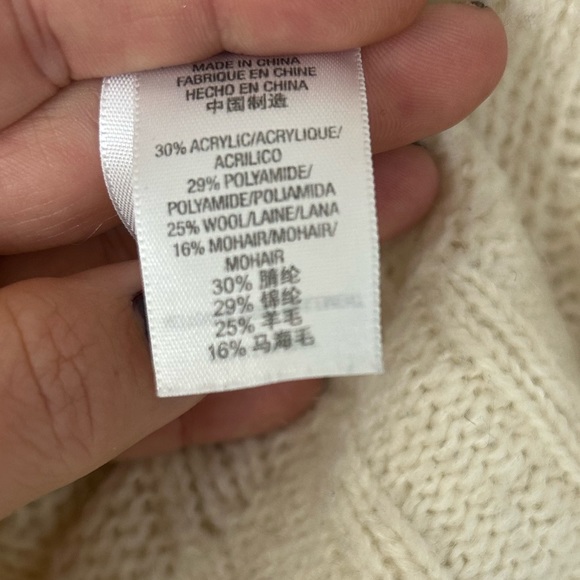 MADE IN CHINA
FABRIQUE EN CHINE
HECHO EN CHINA
中国制造
30% ACRYLIC/ACRYLIQUE/
ACRILICO
29% POLYAMIDE/
POLYAMIDE/POLIAMIDA
25% WOOL/LAINE/LANA
16% MOHAIR/MOHAIR/
MOHAIR
30% 腈纶
29% 锦纶
25% 羊毛
16% 马海毛